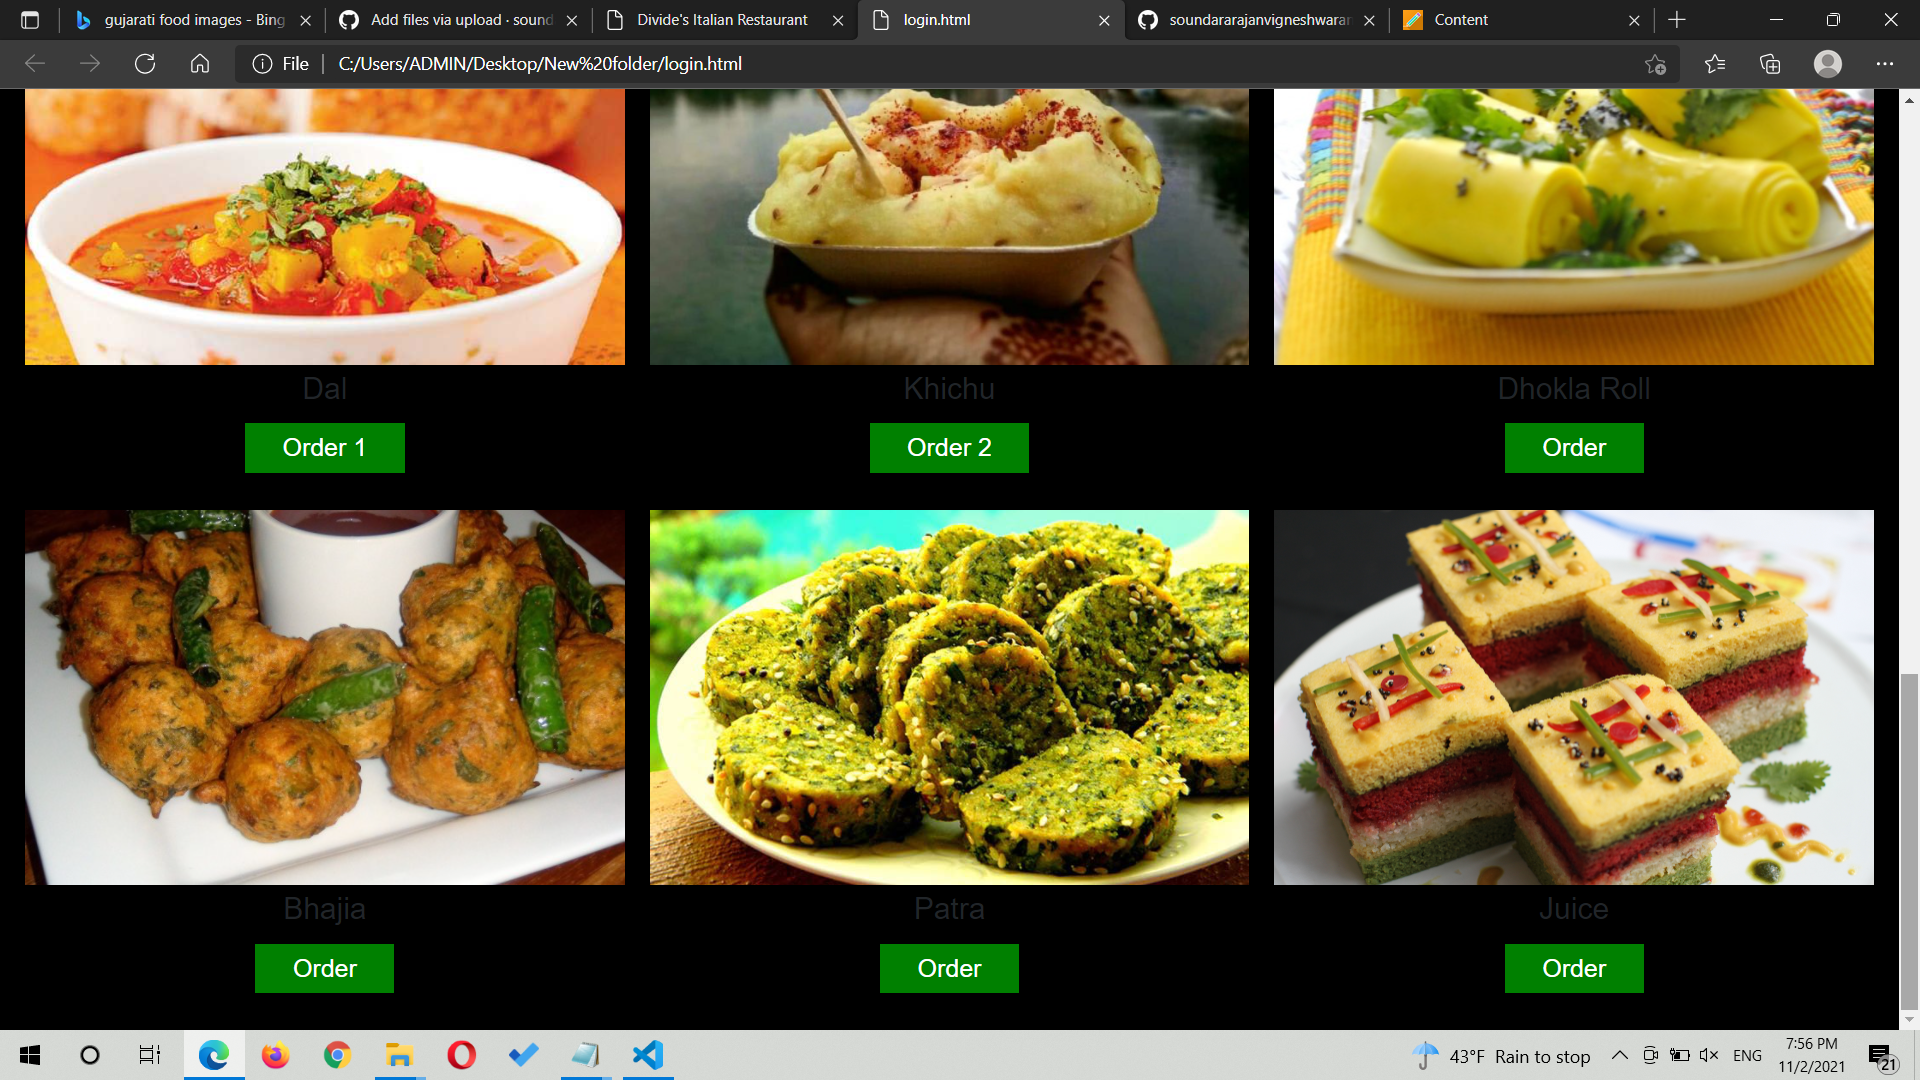 gujarati food images - Bing
Add files via upload · sound
Divide's Italian Restaurant
login.html
soundararajanvigneshwaran
Content
File
C:/Users/ADMIN/Desktop/New%20folder/login.html
Dal
Khichu
Dhokla Roll
Order 1
Order 2
Order
Bhajia
Patra
Juice
Order
Order
Order
43°F Rain to stop
ENG
7:56 PM
11/2/2021
21